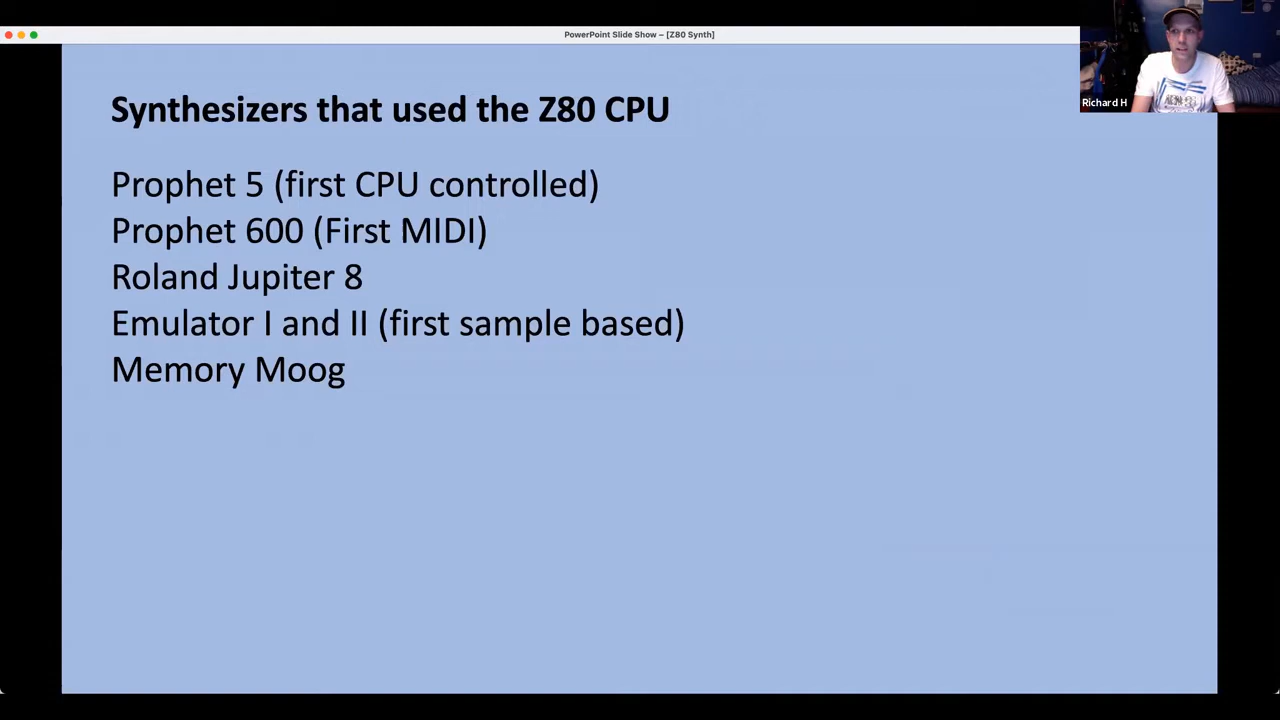 PowerPoint Slide Show – [Z80 Synth]
Richard H
Synthesizers that used the Z80 CPU
Prophet 5 (first CPU controlled)
Prophet 600 (First MIDI)
Roland Jupiter 8
Emulator I and II (first sample based)
Memory Moog